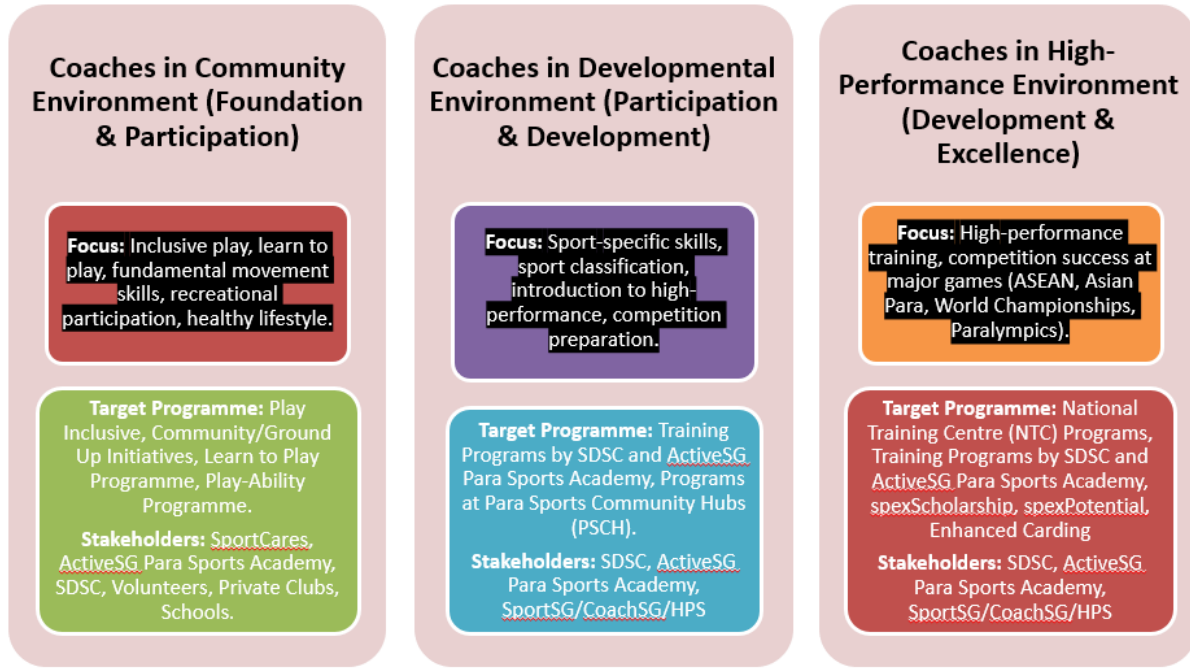 Coaches in Community
Environment (Foundation
& Participation)
Focus: Inclusive play, learn to
play, fundamental movement
skills, recreational
participation, healthy lifestyle.
Target Programme: Play
Inclusive, Community/Ground
Up Initiatives, Learn to Play
Programme, Play-Ability
Programme.
Stakeholders: SportCares,
ActiveSG Para Sports Academy,
SDSC, Volunteers, Private Clubs,
Schools.
Coaches in Developmental
Environment (Participation
& Development)
Focus: Sport-specific skills,
sport classification,
introduction to high-
performance, competition
preparation.
Target Programme: Training
Programs by SDSC and ActiveSG
Para Sports Academy, Programs
at Para Sports Community Hubs
(PSCH).
Stakeholders: SDSC, ActiveSG
Para Sports Academy,
SportSG/CoachSG/HPS
Coaches in High-
Performance Environment
(Development &
Excellence)
Focus: High-performance
training, competition success at
major games (ASEAN, Asian
Para, World Championships,
Paralympics).
Target Programme: National
Training Centre (NTC) Programs,
Training Programs by SDSC and
ActiveSG Para Sports Academy,
spexScholarship, spexPotential,
Enhanced Carding
Stakeholders: SDSC, ActiveSG
Para Sports Academy,
SportSG/CoachSG/HPS